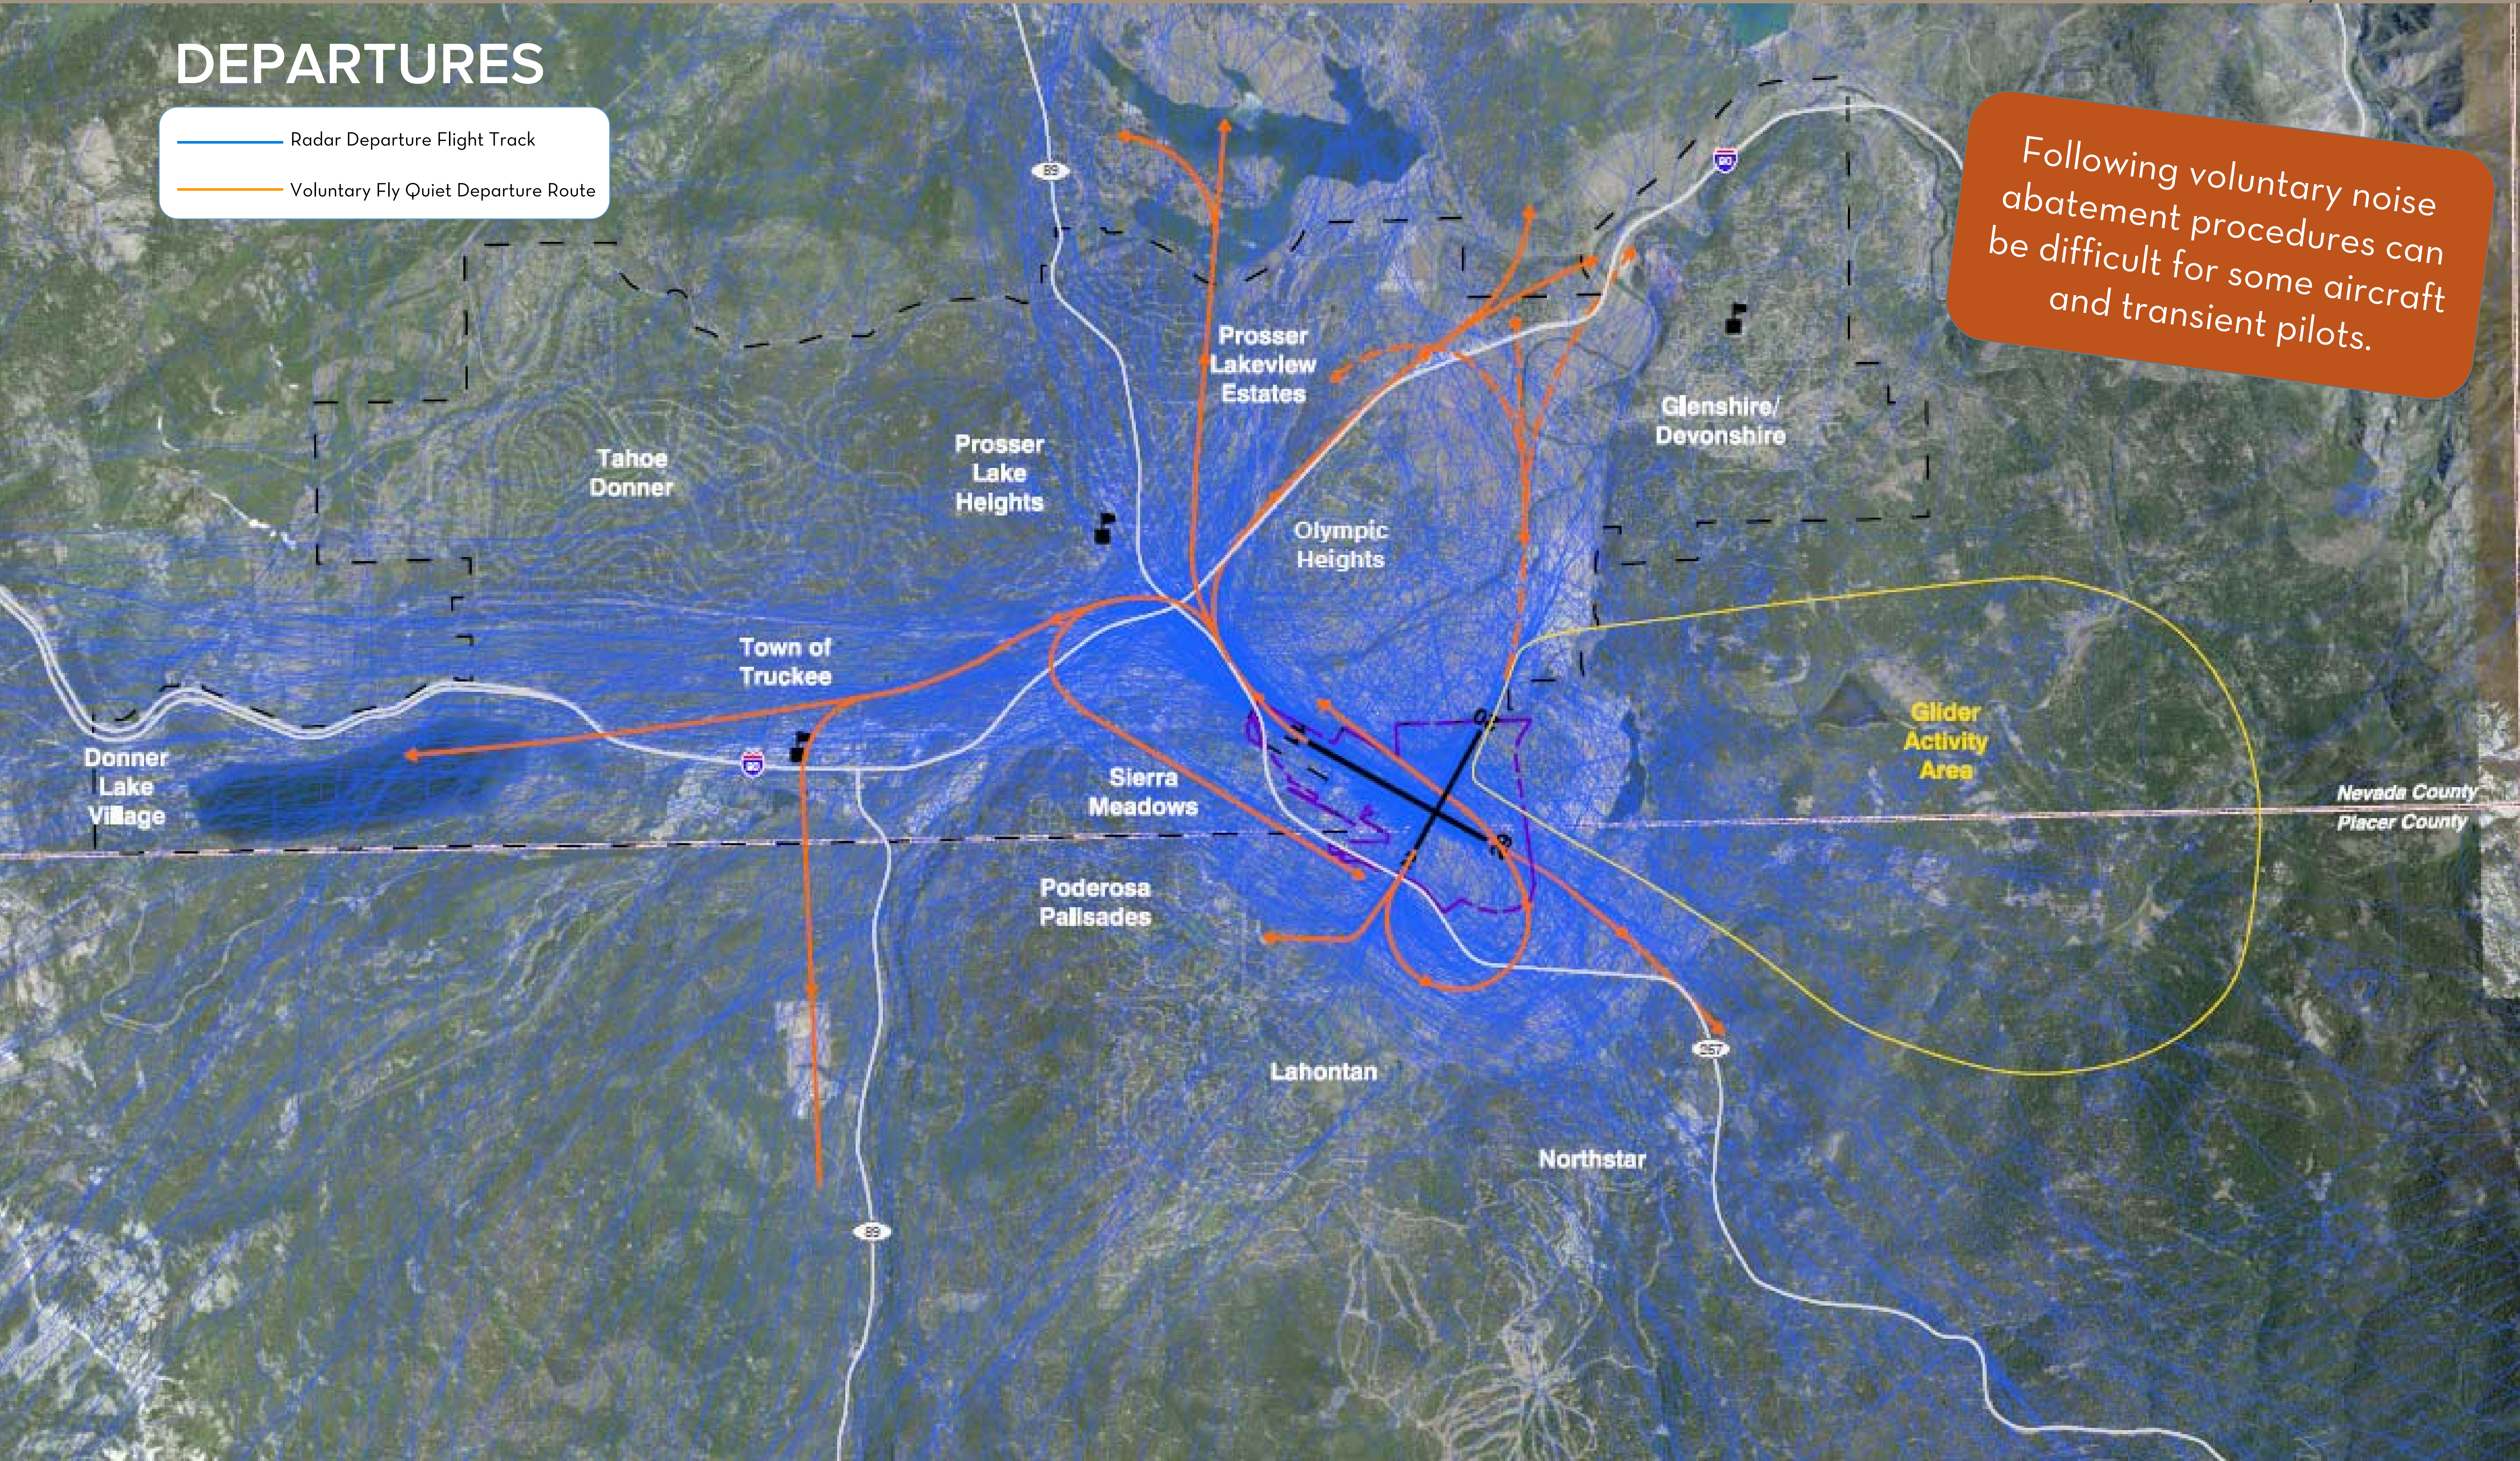 DEPARTURES
Radar Departure Flight Track
Voluntary Fly Quiet Departure Route
Following voluntary noise
abatement procedures can
be difficult for some aircraft
and transient pilots.
89
80
Prosser
Lakeview
Estates
Glenshire/
Devonshire
Tahoe
Donner
Prosser
Lake
Heights
Olympic
Heights
Town of
Truckee
Glider
Activity
Area
Donner
Lake
Village
80
Sierra
Meadows
Nevada County
Placer County
29
Poderosa
Palisades
Lahontan
267
Northstar
89